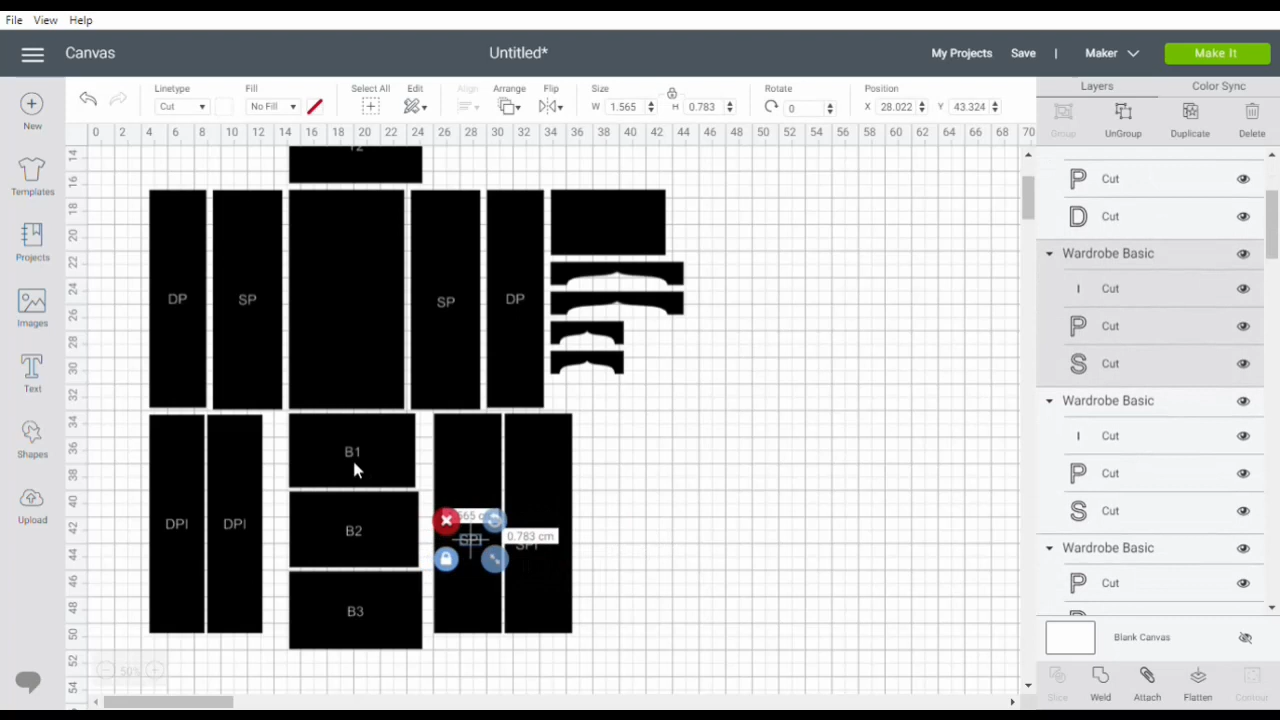 File View Help
Canvas
Untitled*
My Projects Save | Maker Make It
Linetype Fill Select All Edit Align Arrange Flip Size Rotate Position
Cut No Fill W 1.565 H 0.783 0 X 28.022 Y 43.324
Layers Color Sync
Group UnGroup Duplicate Delete
0 2 4 6 8 10 12 14 16 18 20 22 24 26 28 30 32 34 36 38 40 42 44 46 48 50 52 54 56 58 60 62 64 66 68 70
14
16
18
20
22
24
26
28
30
32
34
36
38
40
42
44
46
48
50
52
54
New
Templates
Projects
Images
Text
Shapes
Upload
DP SP SP DP
DPI DPI
B1
B2
B3
SPI
0.783 cm
50%
P Cut
D Cut
Wardrobe Basic
I Cut
P Cut
S Cut
Wardrobe Basic
I Cut
P Cut
S Cut
Wardrobe Basic
P Cut
Blank Canvas
Slice Weld Attach Flatten Contour